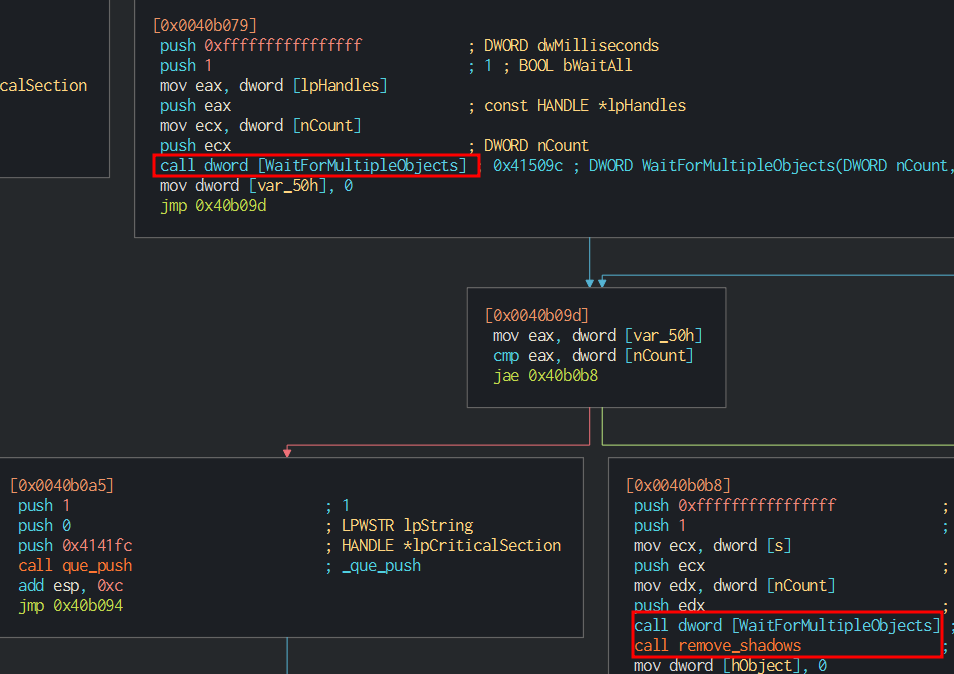 calSection
[0x0040b079]
push 0xffffffffffffffff ; DWORD dwMilliseconds
push 1 ; 1 ; BOOL bWaitAll
mov eax, dword [lpHandles]
push eax ; const HANDLE *lpHandles
mov ecx, dword [nCount]
push ecx ; DWORD nCount
call dword [WaitForMultipleObjects] ; 0x41509c ; DWORD WaitForMultipleObjects(DWORD nCount,
mov dword [var_50h], 0
jmp 0x40b09d
[0x0040b09d]
mov eax, dword [var_50h]
cmp eax, dword [nCount]
jae 0x40b0b8
[0x0040b0a5]
push 1 ; 1
push 0 ; LPWSTR lpString
push 0x4141fc ; HANDLE *lpCriticalSection
call que_push ; _que_push
add esp, 0xc
jmp 0x40b094
[0x0040b0b8]
push 0xffffffffffffffff ;
push 1 ;
mov ecx, dword [s]
push ecx ;
mov edx, dword [nCount]
push edx ;
call dword [WaitForMultipleObjects] ;
call remove_shadows ;
mov dword [hObject], 0